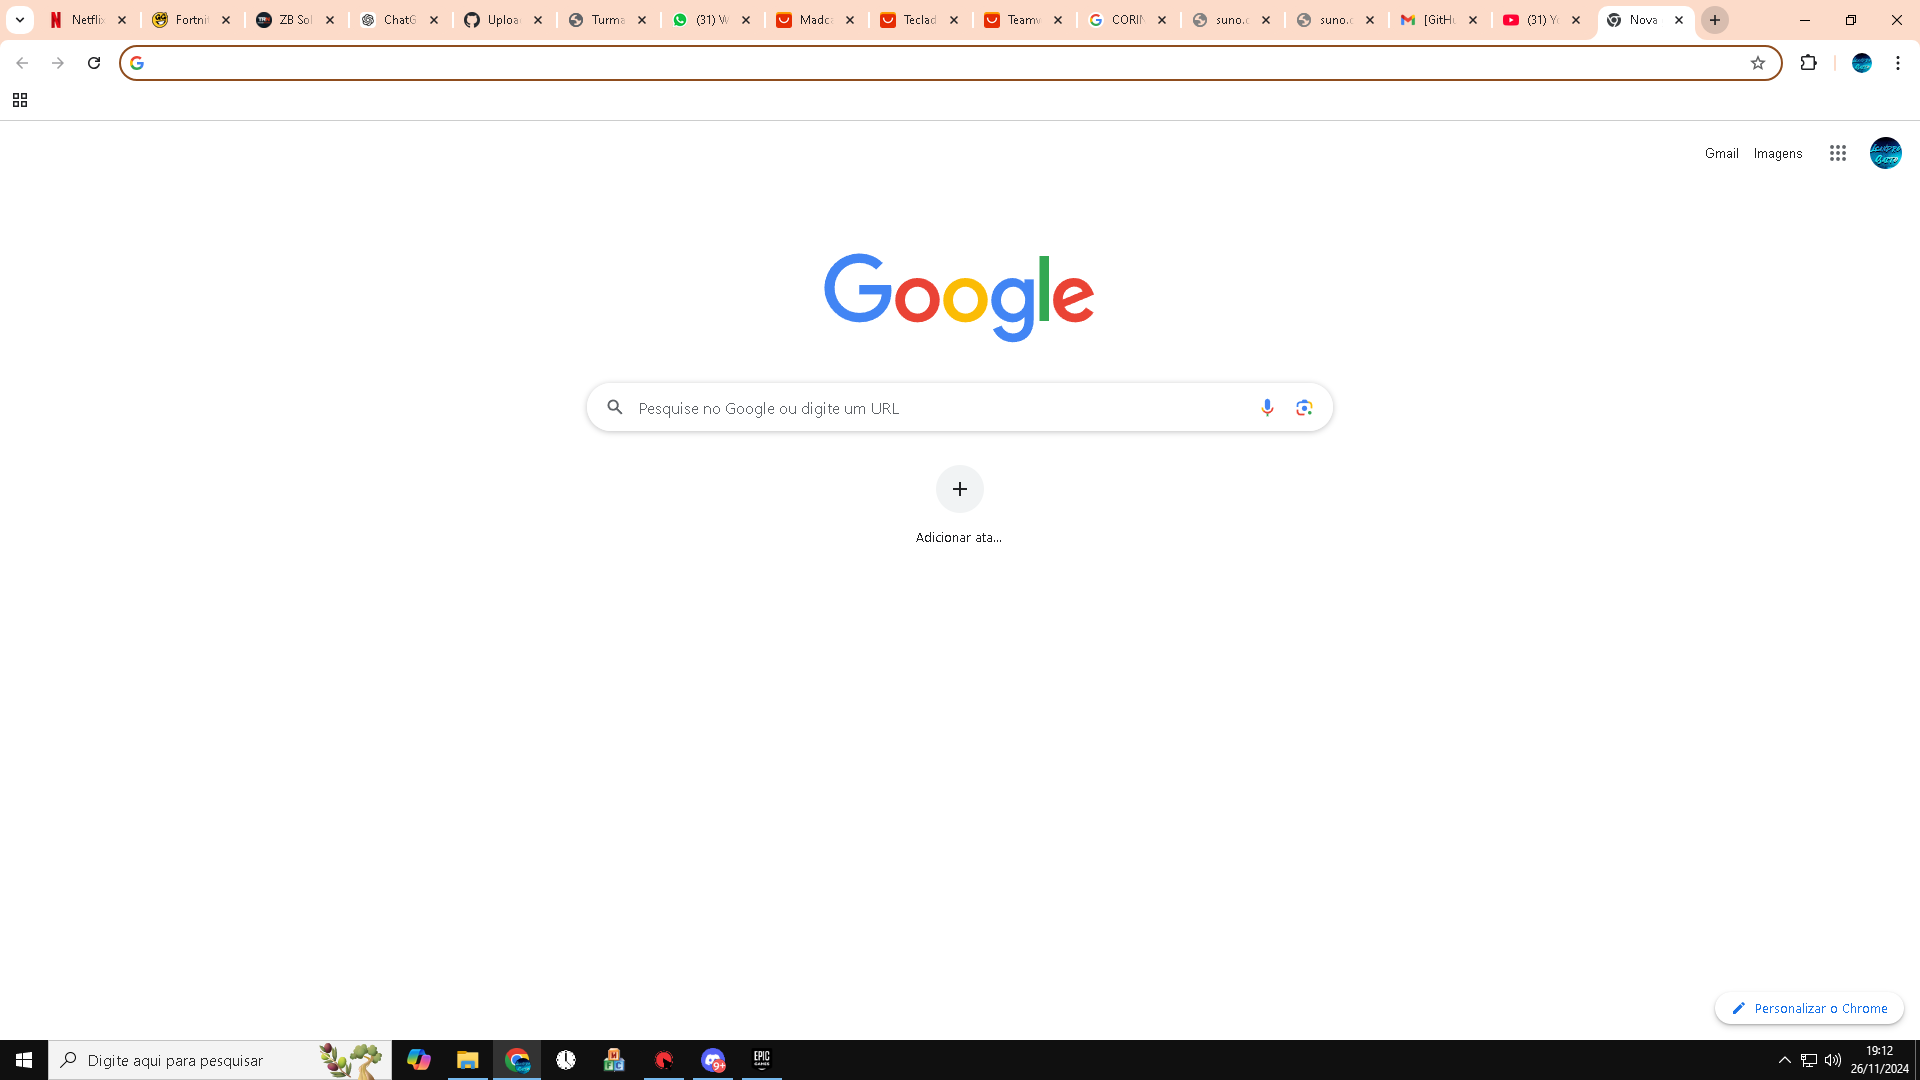 Netflix
Fortnit
ZB Sol
ChatG
Uploa
Turma
(31) W
Madca
Teclad
Teamv
CORIN
suno.c
suno.c
[GitHu
(31) Yo
Nova
Gmail
Imagens
Google
Pesquise no Google ou digite um URL
Adicionar ata...
Personalizar o Chrome
Digite aqui para pesquisar
9+
EPIC
GAMES
19:12
26/11/2024